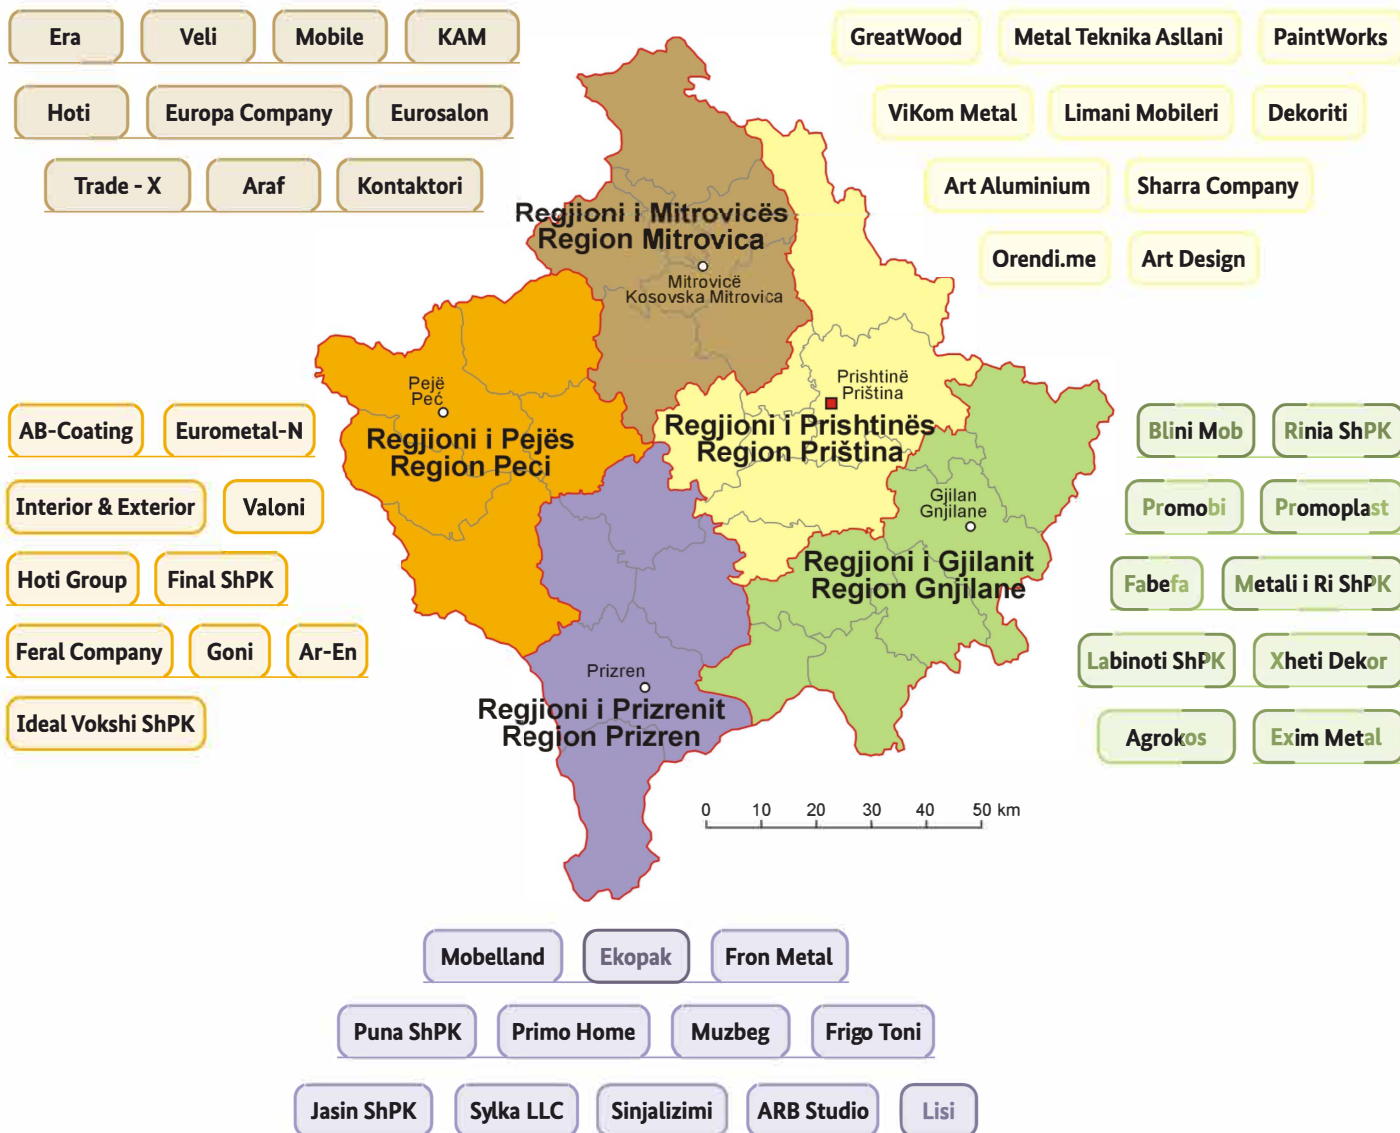 Era Veli Mobile KAM
Hoti Europa Company Eurosalon
Trade - X Araf Kontaktori
GreatWood Metal Teknika Asllani PaintWorks
ViKom Metal Limani Mobileri Dekoriti
Art Aluminium Sharra Company
Orendi.me Art Design
Regjioni i Mitrovicës
Region Mitrovica
Mitrovicë
Kosovska Mitrovica
Pejë
Peć
Regjioni i Pejës
Region Peci
Prishtinë
Priština
Regjioni i Prishtinës
Region Priština
Gjilan
Gnjilane
Regjioni i Gjilanit
Region Gnjilane
Prizren
Regjioni i Prizrenit
Region Prizren
0 10 20 30 40 50 km
AB-Coating Eurometal-N
Interior & Exterior Valoni
Hoti Group Final ShPK
Feral Company Goni Ar-En
Ideal Vokshi ShPK
Blini Mob Rinia ShPK
Promobi Promoplast
Fabefa Metali i Ri ShPK
Labinoti ShPK Xheti Dekor
Agrokos Exim Metal
Mobelland Ekopak Fron Metal
Puna ShPK Primo Home Muzbeg Frigo Toni
Jasin ShPK Sylka LLC Sinjalizimi ARB Studio Lisi